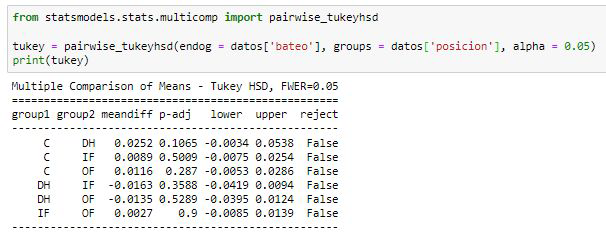 from statsmodels.stats.multicomp import pairwise_tukeyhsd
tukey = pairwise_tukeyhsd(endog = datos['bateo'], groups = datos['posicion'], alpha = 0.05)
print(tukey)
Multiple Comparison of Means - Tukey HSD, FWER=0.05
====================================================
group1 group2 meandiff p-adj   lower   upper  reject
----------------------------------------------------
     C     DH   0.0252 0.1065 -0.0034 0.0538  False
     C     IF   0.0089 0.5009 -0.0075 0.0254  False
     C     OF   0.0116  0.287 -0.0053 0.0286  False
    DH     IF  -0.0163 0.3588 -0.0419 0.0094  False
    DH     OF  -0.0135 0.5289 -0.0395 0.0124  False
    IF     OF   0.0027    0.9 -0.0085 0.0139  False
----------------------------------------------------